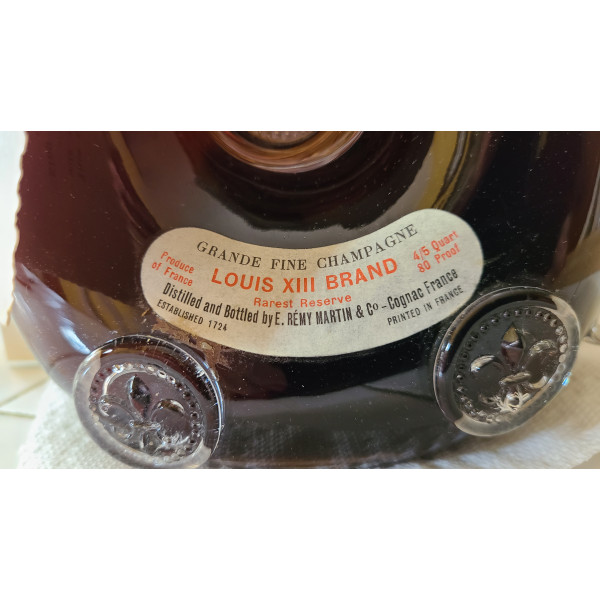 GRANDE FINE CHAMPAGNE
Produce
of France
LOUIS XIII BRAND
4/5 Quart
80 Proof
Rarest Reserve
Distilled and Bottled by E. RÉMY MARTIN & Co - Cognac France
ESTABLISHED 1724
PRINTED IN FRANCE